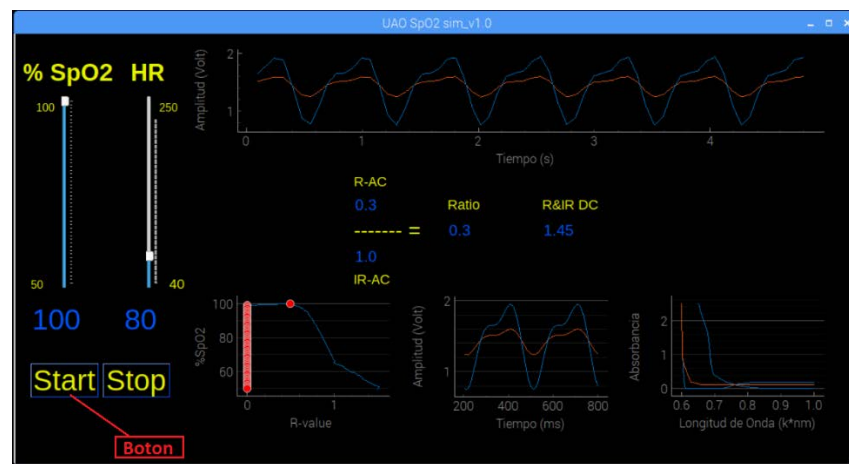 UAO SpO2 sim_v1.0
% SpO2 HR
100 250
50 40
100 80
Start Stop
Boton
Amplitud (Volt)
2
1
0 1 2 3 4
Tiempo (s)
R-AC
0.3 Ratio R&IR DC
------- = 0.3 1.45
1.0
IR-AC
%Sp02
100
80
60
0 1
R-value
Amplitud (Volt)
2
1
200 400 600 800
Tiempo (ms)
Absorbancia
2
1
0
0.6 0.7 0.8 0.9 1.0
Longitud de Onda (k*nm)